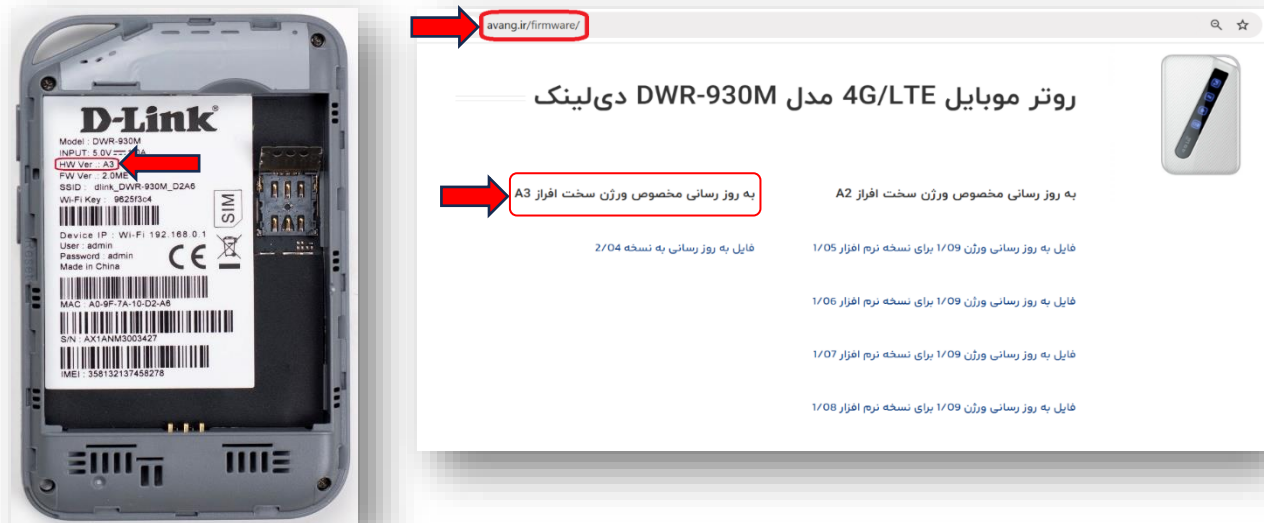 D-Link®
Model : DWR-930M
HW Ver .: A3
FW Ver .: 2.0ME
SSID : dlink_DWR-930M_D2A6
Wi-Fi Key : 9625f3c4
SIM
Device IP : Wi-Fi 192.168.0.1
User : admin
Password : admin
Made in China
CE
MAC : A0-9F-7A-10-D2-A6
S/N : AX1ANM3003427
IMEI : 358132137458278
avang.ir/firmware/
روتر موبایل 4G/LTE مدل DWR-930M دی‌لینک
به روز رسانی مخصوص ورژن سخت افراز A2
به روز رسانی مخصوص ورژن سخت افراز A3
فایل به روز رسانی ورژن 1/09 برای نسخه نرم افزار 1/05
فایل به روز رسانی به نسخه 2/04
فایل به روز رسانی ورژن 1/09 برای نسخه نرم افزار 1/06
فایل به روز رسانی ورژن 1/09 برای نسخه نرم افزار 1/07
فایل به روز رسانی ورژن 1/09 برای نسخه نرم افزار 1/08